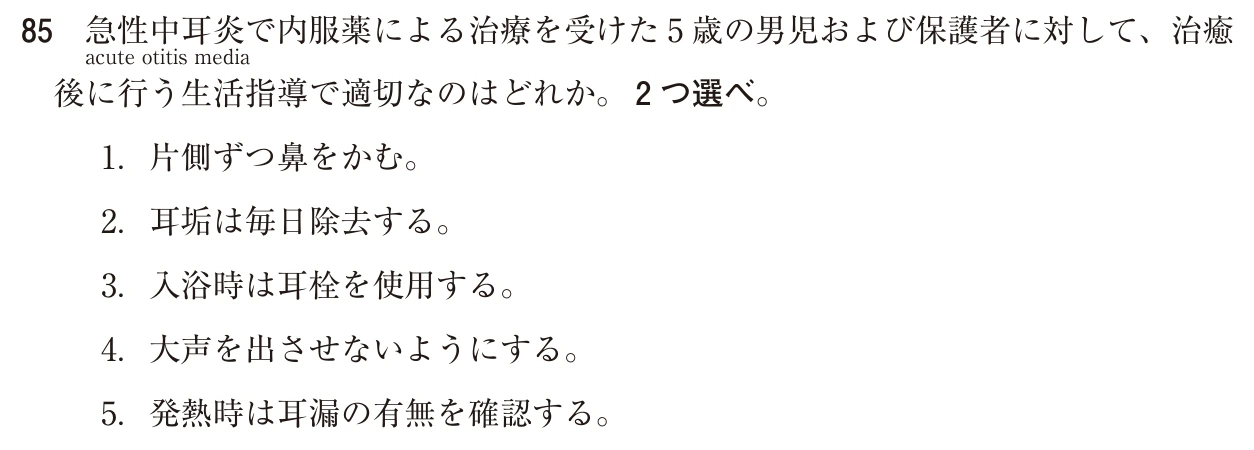 85 急性中耳炎で内服薬による治療を受けた5歳の男児および保護者に対して、治癒
acute otitis media
後に行う生活指導で適切なのはどれか。2つ選べ。
1. 片側ずつ鼻をかむ。
2. 耳垢は毎日除去する。
3. 入浴時は耳栓を使用する。
4. 大声を出させないようにする。
5. 発熱時は耳漏の有無を確認する。